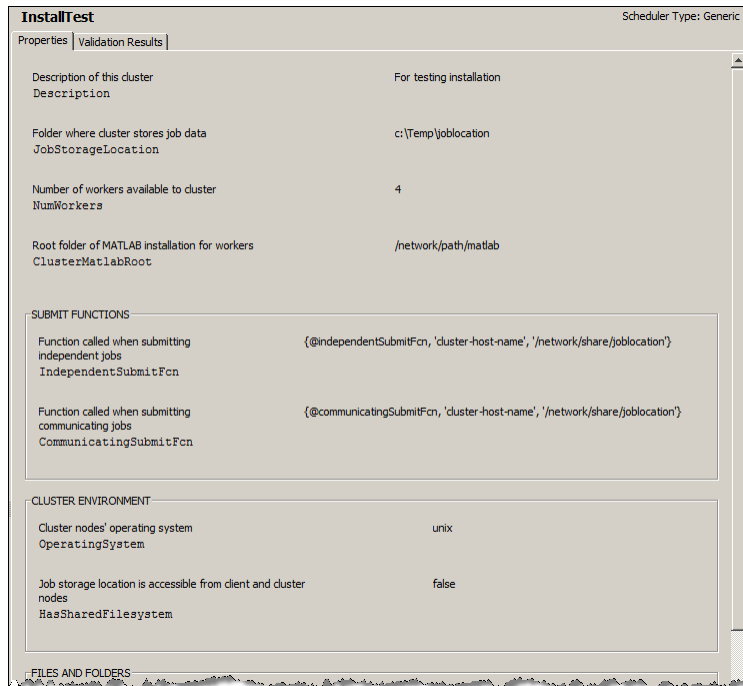 InstallTest
Scheduler Type: Generic
Properties
Validation Results
Description of this cluster
For testing installation
Description
Folder where cluster stores job data
c:\Temp\joblocation
JobStorageLocation
Number of workers available to cluster
4
NumWorkers
Root folder of MATLAB installation for workers
/network/path/matlab
ClusterMatlabRoot
SUBMIT FUNCTIONS
Function called when submitting
{@independentSubmitFcn, 'cluster-host-name', '/network/share/joblocation'}
independent jobs
IndependentSubmitFcn
Function called when submitting
{@communicatingSubmitFcn, 'cluster-host-name', '/network/share/joblocation'}
communicating jobs
CommunicatingSubmitFcn
CLUSTER ENVIRONMENT
Cluster nodes' operating system
unix
OperatingSystem
Job storage location is accessible from client and cluster
false
nodes
HasSharedFilesystem
FILES AND FOLDERS